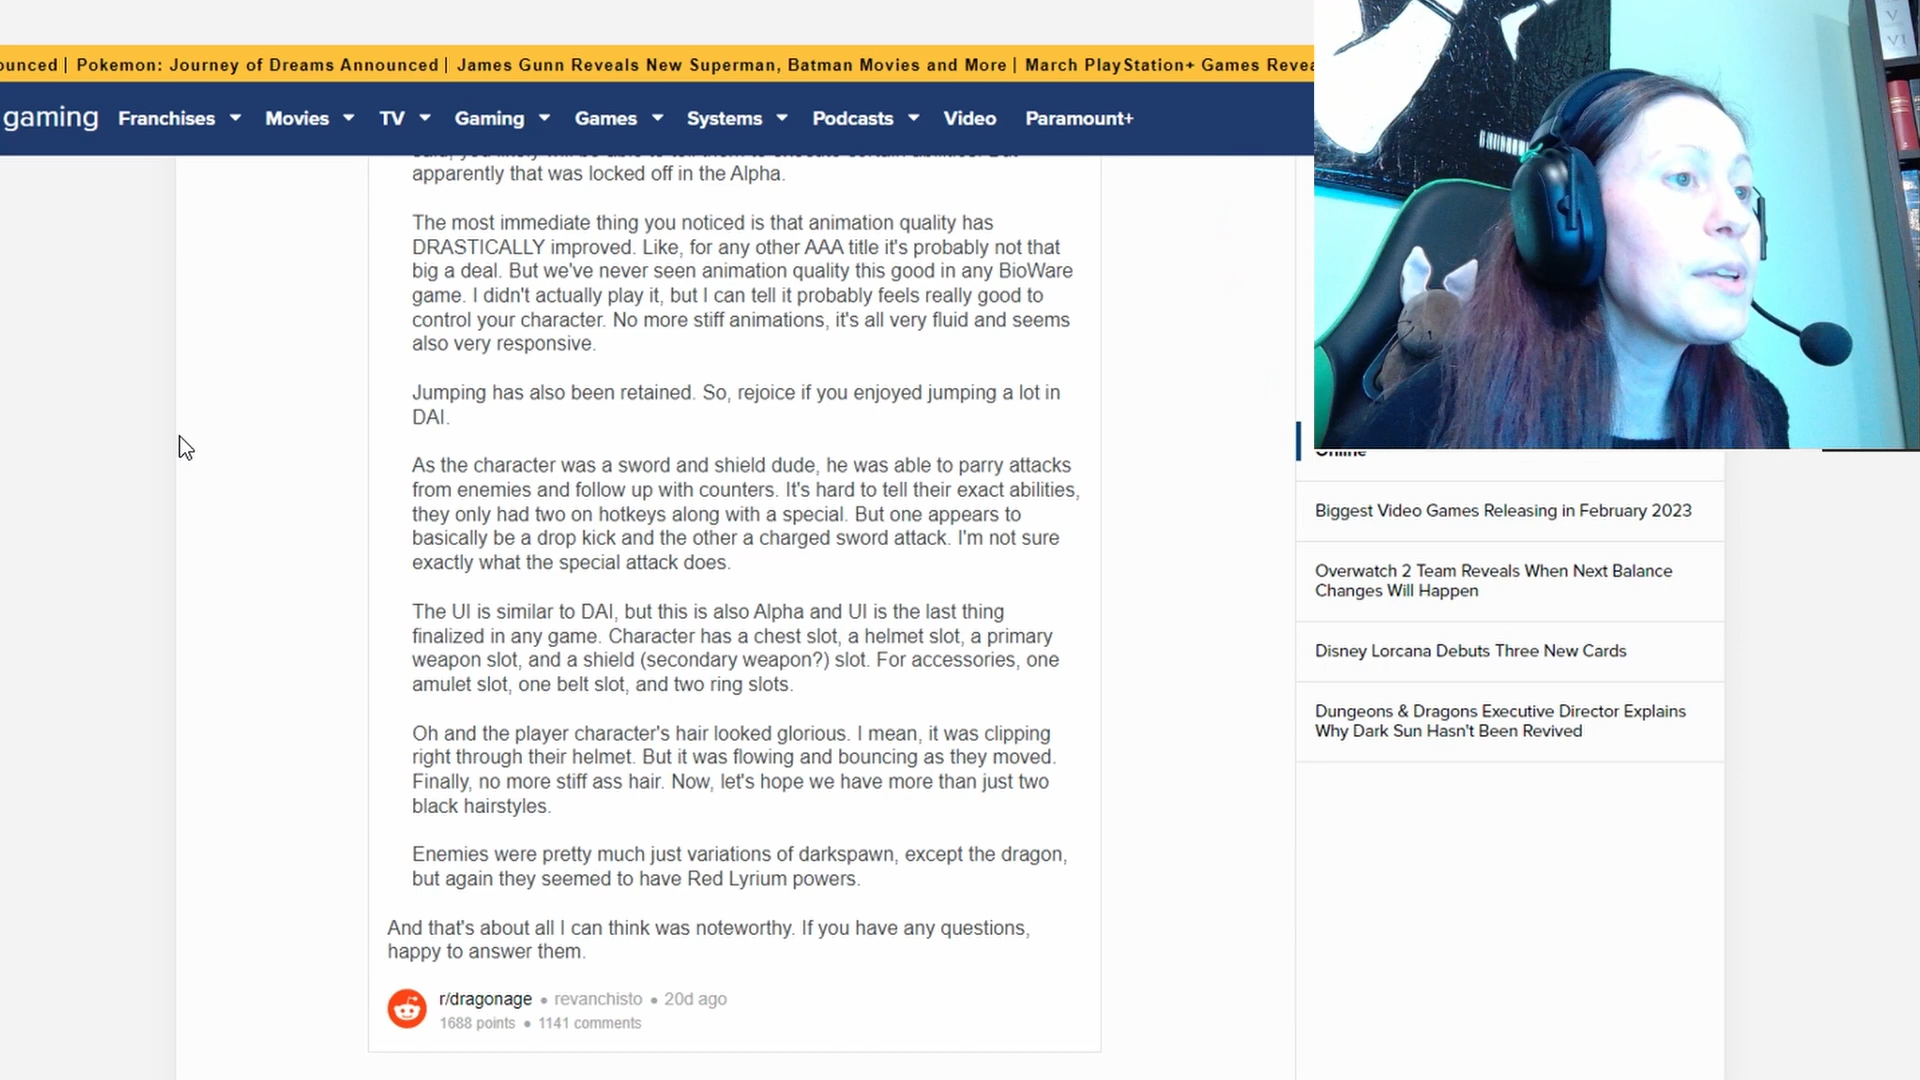 ounced | Pokemon: Journey of Dreams Announced | James Gunn Reveals New Superman, Batman Movies and More | March PlayStation+ Games Revea
gaming Franchises Movies TV Gaming Games Systems Podcasts Video Paramount+
apparently that was locked off in the Alpha.
The most immediate thing you noticed is that animation quality has
DRASTICALLY improved. Like, for any other AAA title it's probably not that
big a deal. But we've never seen animation quality this good in any BioWare
game. I didn't actually play it, but I can tell it probably feels really good to
control your character. No more stiff animations, it's all very fluid and seems
also very responsive.
Jumping has also been retained. So, rejoice if you enjoyed jumping a lot in
DAI.
As the character was a sword and shield dude, he was able to parry attacks
from enemies and follow up with counters. It's hard to tell their exact abilities,
they only had two on hotkeys along with a special. But one appears to
basically be a drop kick and the other a charged sword attack. I'm not sure
exactly what the special attack does.
The UI is similar to DAI, but this is also Alpha and UI is the last thing
finalized in any game. Character has a chest slot, a helmet slot, a primary
weapon slot, and a shield (secondary weapon?) slot. For accessories, one
amulet slot, one belt slot, and two ring slots.
Oh and the player character's hair looked glorious. I mean, it was clipping
right through their helmet. But it was flowing and bouncing as they moved.
Finally, no more stiff ass hair. Now, let's hope we have more than just two
black hairstyles.
Enemies were pretty much just variations of darkspawn, except the dragon,
but again they seemed to have Red Lyrium powers.
And that's about all I can think was noteworthy. If you have any questions,
happy to answer them.
r/dragonage • revanchisto • 20d ago
1688 points • 1141 comments
Online
Biggest Video Games Releasing in February 2023
Overwatch 2 Team Reveals When Next Balance
Changes Will Happen
Disney Lorcana Debuts Three New Cards
Dungeons & Dragons Executive Director Explains
Why Dark Sun Hasn't Been Revived
V
VI